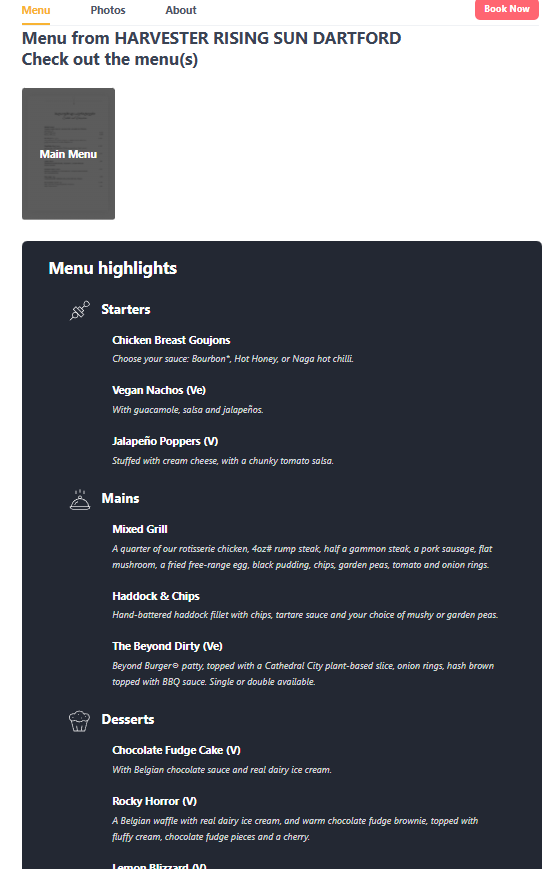 Menu Photos About Book Now
Menu from HARVESTER RISING SUN DARTFORD
Check out the menu(s)
Main Menu
Menu highlights
Starters
Chicken Breast Goujons
Choose your sauce: Bourbon*, Hot Honey, or Naga hot chilli.
Vegan Nachos (Ve)
With guacamole, salsa and jalapeños.
Jalapeño Poppers (V)
Stuffed with cream cheese, with a chunky tomato salsa.
Mains
Mixed Grill
A quarter of our rotisserie chicken, 4oz# rump steak, half a gammon steak, a pork sausage, flat
mushroom, a fried free-range egg, black pudding, chips, garden peas, tomato and onion rings.
Haddock & Chips
Hand-battered haddock fillet with chips, tartare sauce and your choice of mushy or garden peas.
The Beyond Dirty (Ve)
Beyond Burger® patty, topped with a Cathedral City plant-based slice, onion rings, hash brown
topped with BBQ sauce. Single or double available.
Desserts
Chocolate Fudge Cake (V)
With Belgian chocolate sauce and real dairy ice cream.
Rocky Horror (V)
A Belgian waffle with real dairy ice cream, and warm chocolate fudge brownie, topped with
fluffy cream, chocolate fudge pieces and a cherry.
Lemon Blizzard (V)